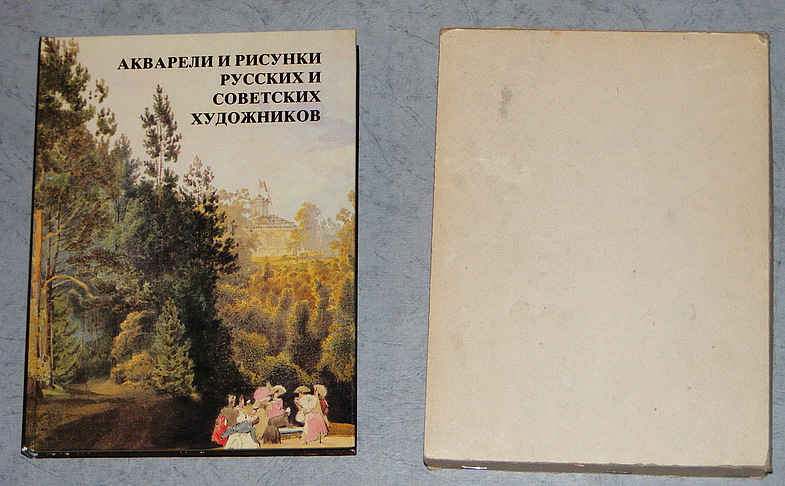 АКВАРЕЛИ И РИСУНКИ
РУССКИХ И
СОВЕТСКИХ
ХУДОЖНИКОВ